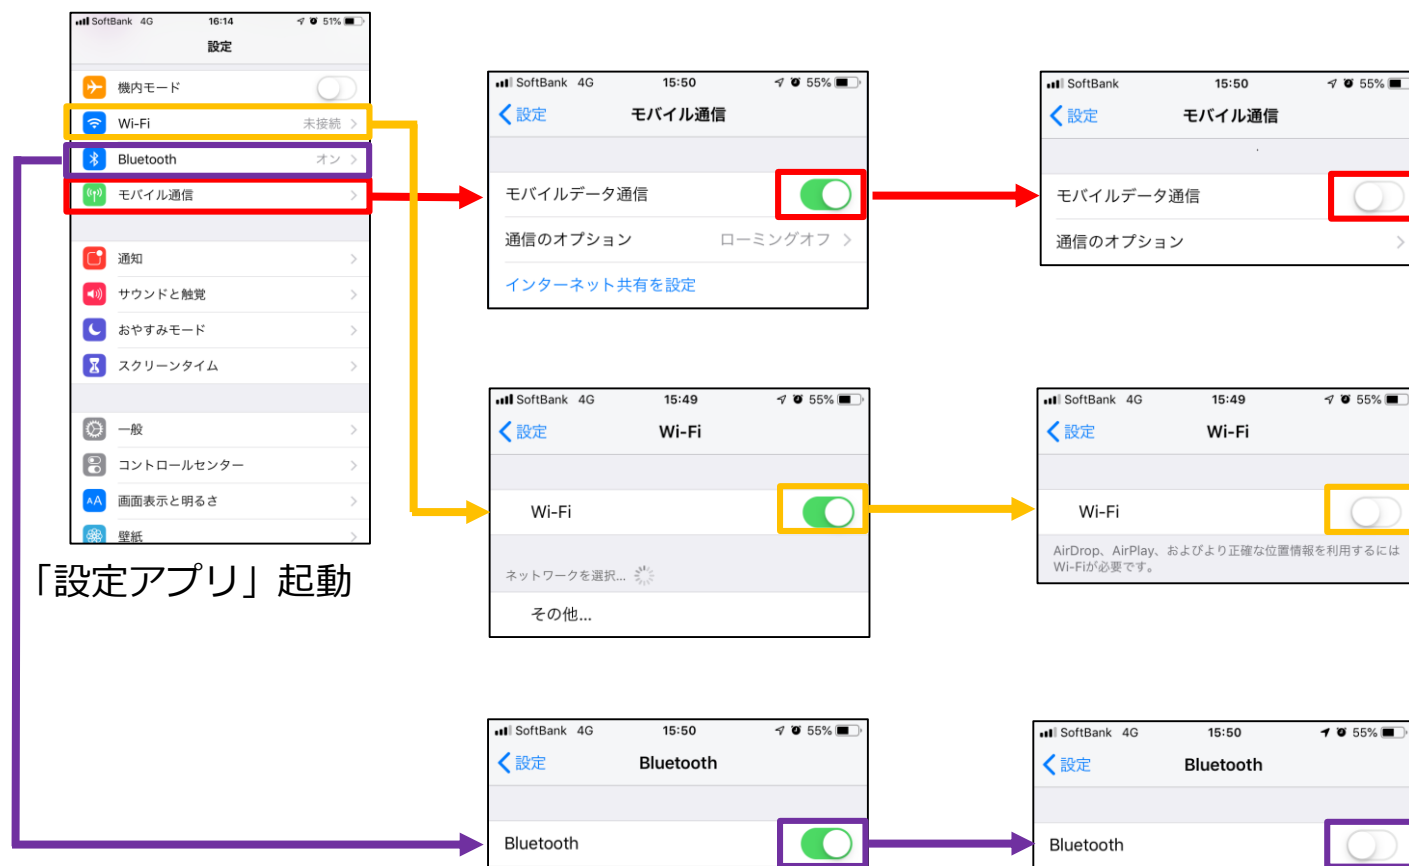 SoftBank 4G 16:14 51%
設定
機内モード
Wi-Fi 未接続
Bluetooth オン
モバイル通信
通知
サウンドと触覚
おやすみモード
スクリーンタイム
一般
コントロールセンター
AA 画面表示と明るさ
壁紙
「設定アプリ」起動
SoftBank 4G 15:50 55%
設定 モバイル通信
モバイルデータ通信
通信のオプション ローミングオフ
インターネット共有を設定
SoftBank 15:50 55%
設定 モバイル通信
モバイルデータ通信
通信のオプション
SoftBank 4G 15:49 55%
設定 Wi-Fi
Wi-Fi
ネットワークを選択...
その他...
SoftBank 4G 15:49 55%
設定 Wi-Fi
Wi-Fi
AirDrop、AirPlay、およびより正確な位置情報を利用するには
Wi-Fiが必要です。
SoftBank 4G 15:50 55%
設定 Bluetooth
Bluetooth
SoftBank 4G 15:50 55%
設定 Bluetooth
Bluetooth